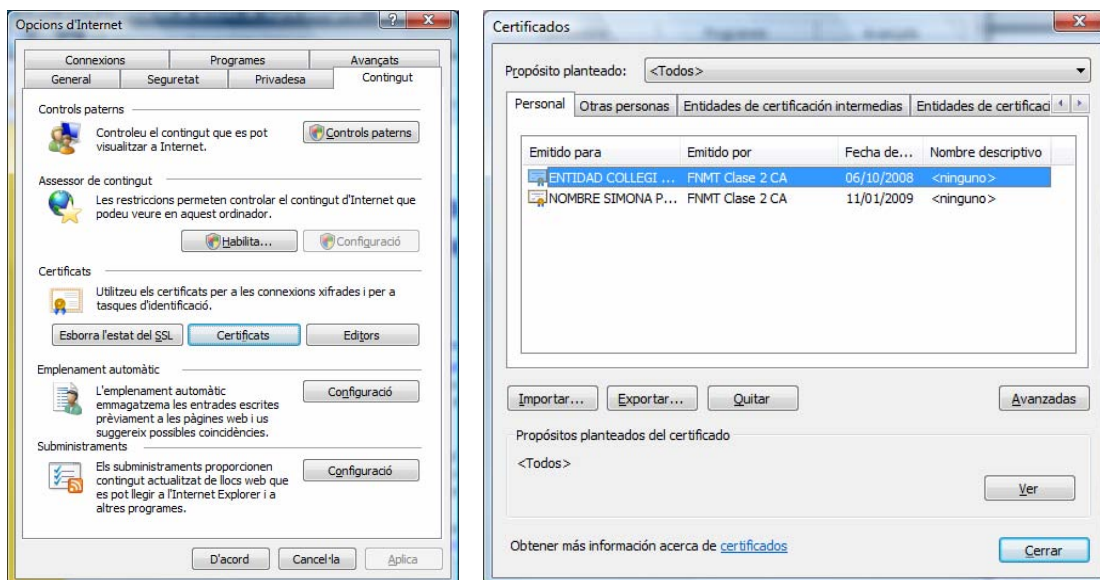 Opcions d'Internet
Connexions Programes Avançats
General Seguretat Privadesa Contingut
Controls paterns
Controleu el contingut que es pot
visualitzar a Internet.
Controls paterns
Assessor de contingut
Les restriccions permeten controlar el contingut d'Internet que
podeu veure en aquest ordinador.
Habilita... Configuració
Certificats
Utilitzeu els certificats per a les connexions xifrades i per a
tasques d'identificació.
Esborra l'estat del SSL Certificats Editors
Emplenament automàtic
L'emplenament automàtic
emmagatzema les entrades escrites
prèviament a les pàgines web i us
suggereix possibles coincidències.
Configuració
Subministraments
Els subministraments proporcionen
contingut actualitzat de llocs web que
es pot llegir a l'Internet Explorer i a
altres programes.
Configuració
D'acord Cancel·la Aplica
Certificados
Propósito planteado: <Todos>
Personal Otras personas Entidades de certificación intermedias Entidades de certificaci
Emitido para Emitido por Fecha de... Nombre descriptivo
ENTIDAD COLLEGI ... FNMT Clase 2 CA 06/10/2008 <ninguno>
NOMBRE SIMONA P... FNMT Clase 2 CA 11/01/2009 <ninguno>
Importar... Exportar... Quitar Avanzadas
Propósitos planteados del certificado
<Todos>
Ver
Obtener más información acerca de certificados
Cerrar